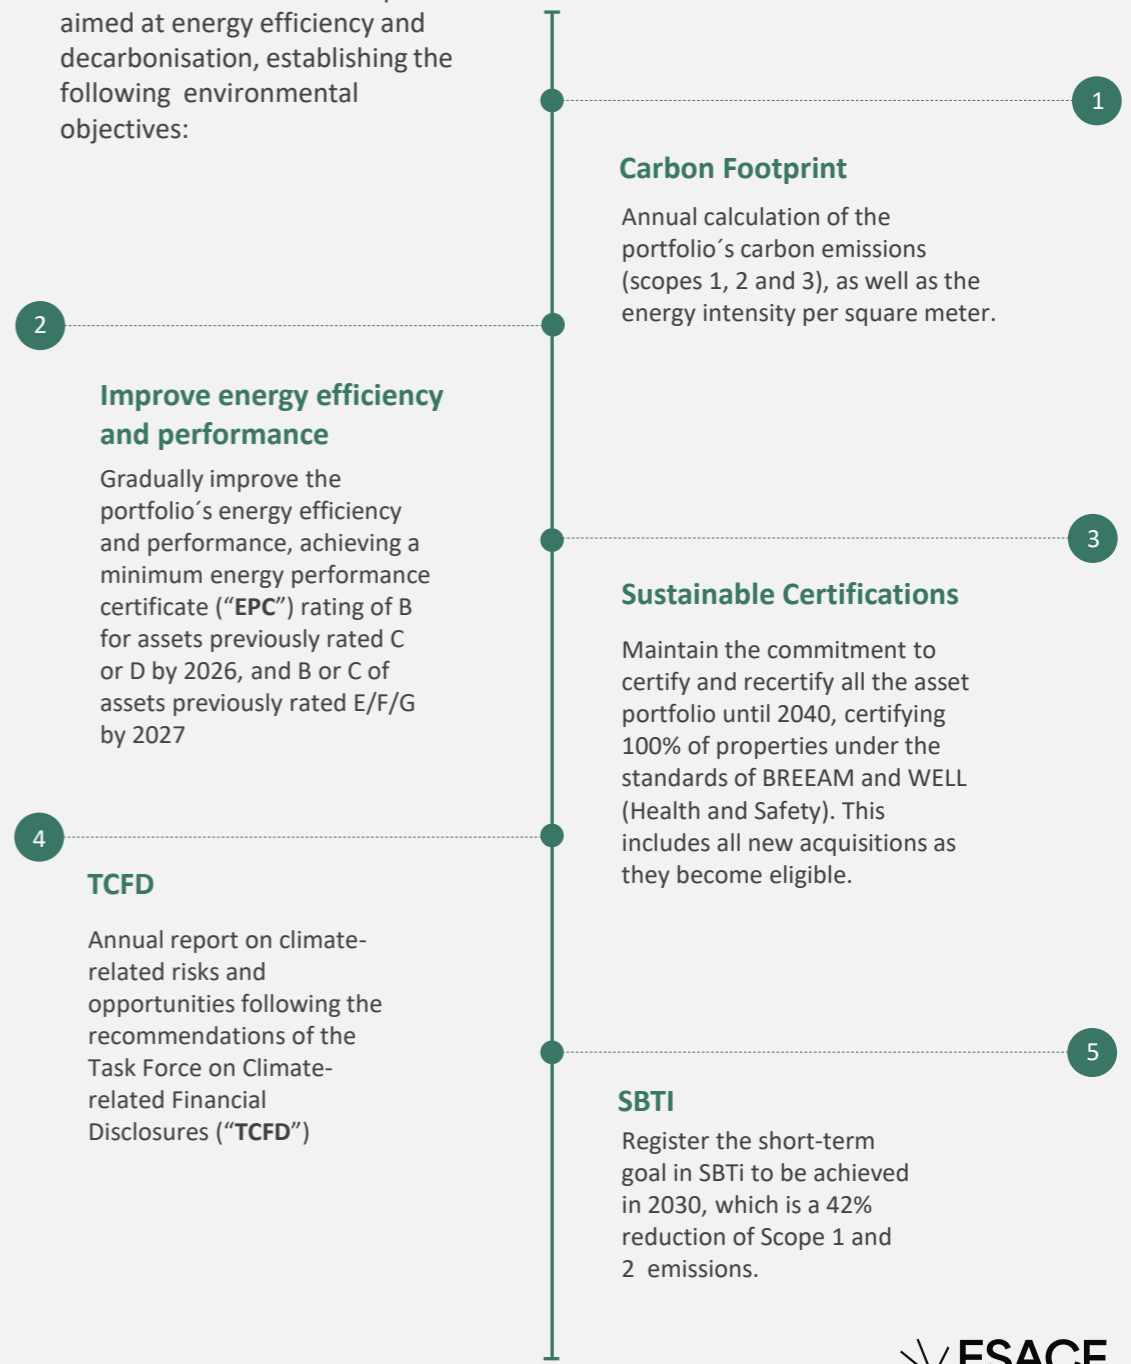 aimed at energy efficiency and
decarbonisation, establishing the
following environmental
objectives:
1
Carbon Footprint
Annual calculation of the
portfolio´s carbon emissions
(scopes 1, 2 and 3), as well as the
energy intensity per square meter.
2
Improve energy efficiency
and performance
Gradually improve the
portfolio´s energy efficiency
and performance, achieving a
minimum energy performance
certificate (“EPC”) rating of B
for assets previously rated C
or D by 2026, and B or C of
assets previously rated E/F/G
by 2027
3
Sustainable Certifications
Maintain the commitment to
certify and recertify all the asset
portfolio until 2040, certifying
100% of properties under the
standards of BREEAM and WELL
(Health and Safety). This
includes all new acquisitions as
they become eligible.
4
TCFD
Annual report on climate-
related risks and
opportunities following the
recommendations of the
Task Force on Climate-
related Financial
Disclosures (“TCFD”)
5
SBTI
Register the short-term
goal in SBTi to be achieved
in 2030, which is a 42%
reduction of Scope 1 and
2 emissions.